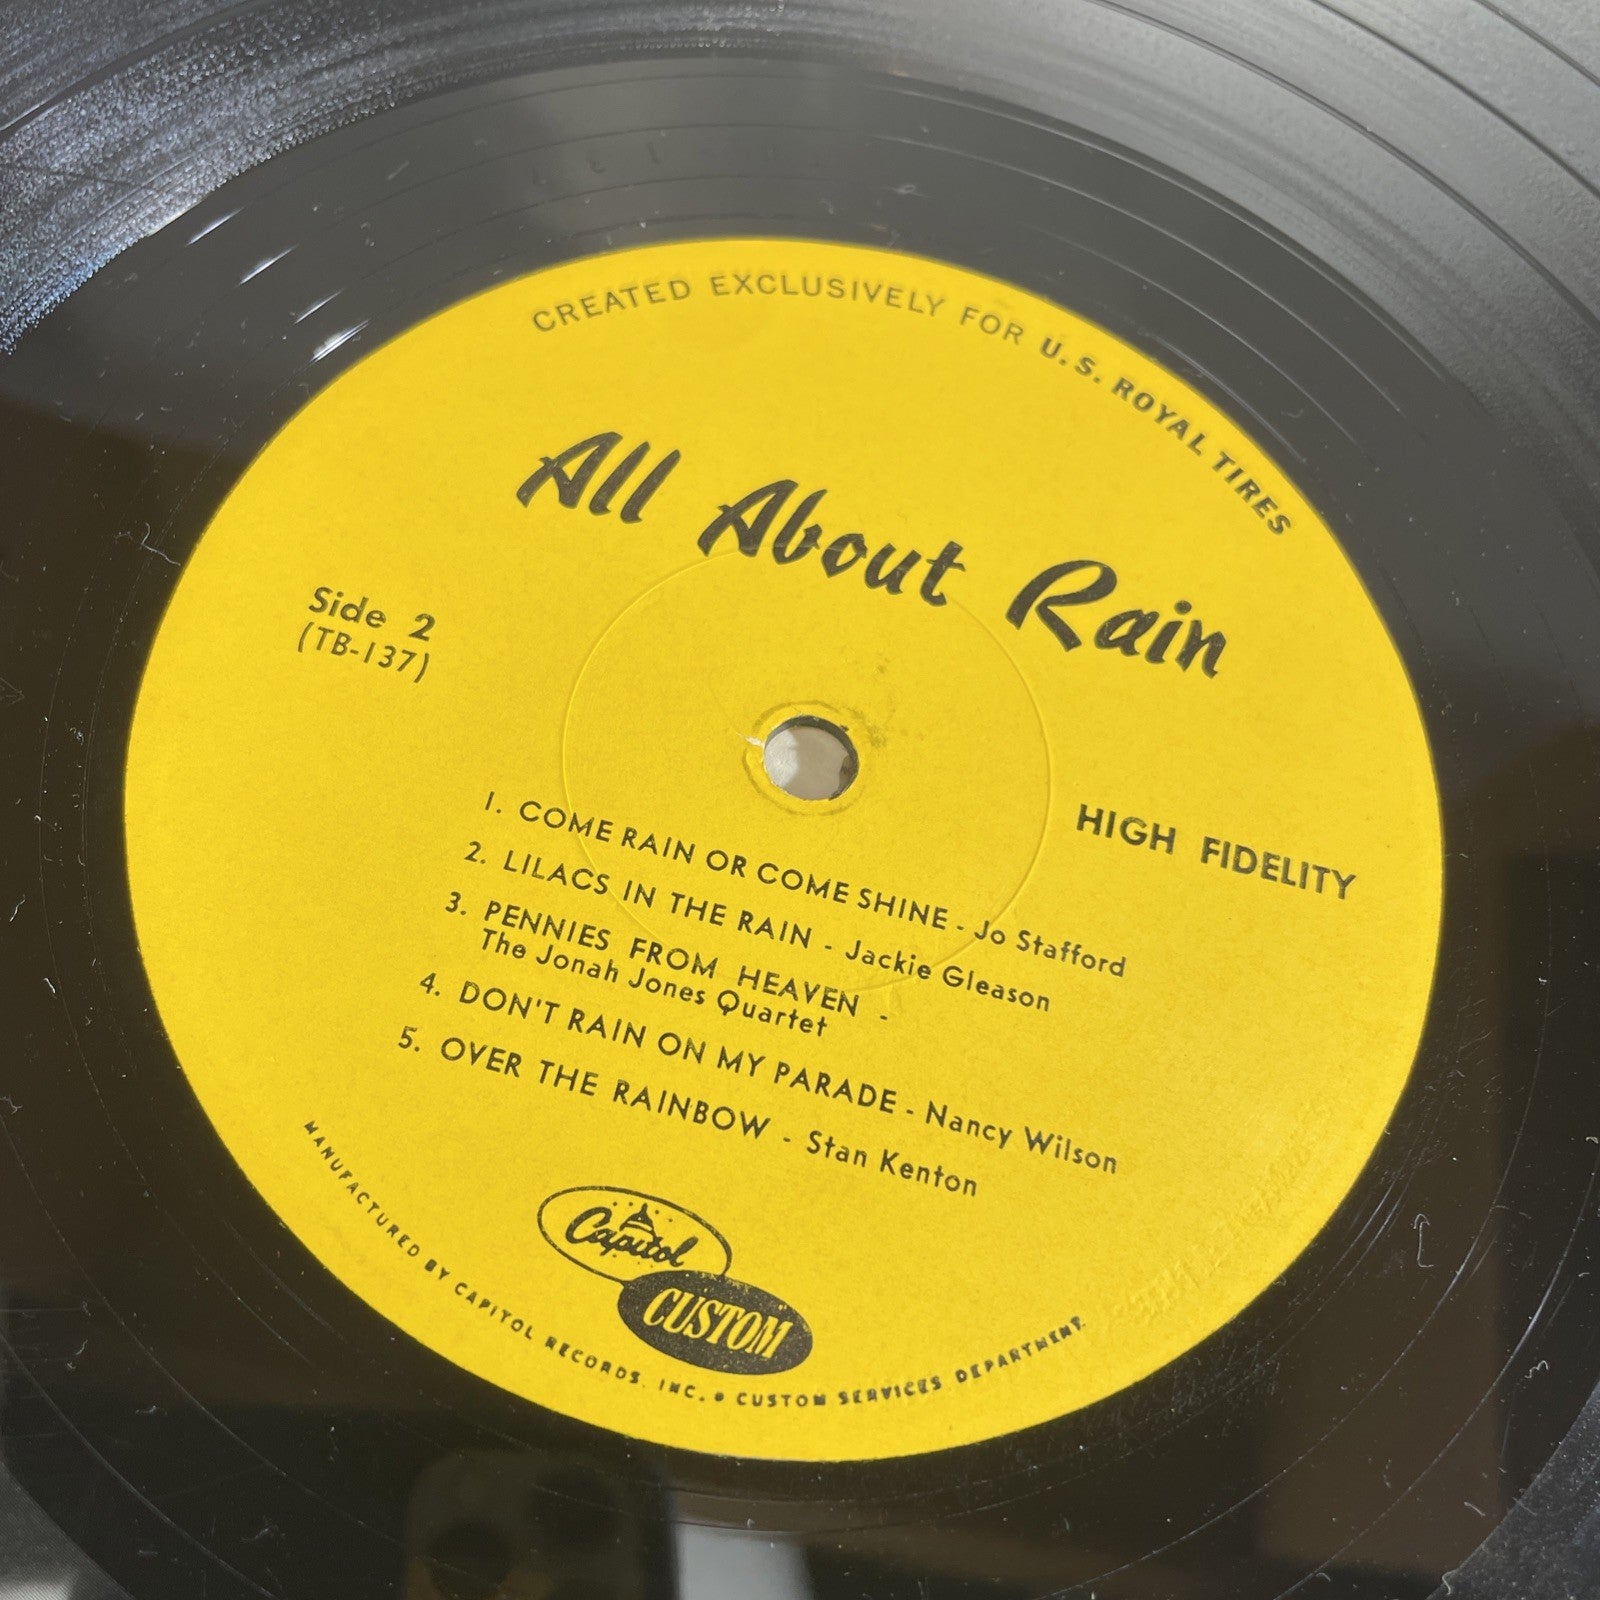 CREATED EXCLUSIVELY FOR U.S. ROYAL TIRES
All About Rain
Side 2
(TB-137)
HIGH FIDELITY
1. COME RAIN OR COME SHINE - Jo Stafford
2. LILACS IN THE RAIN - Jackie Gleason
3. PENNIES FROM HEAVEN -
The Jonah Jones Quartet
4. DON'T RAIN ON MY PARADE - Nancy Wilson
5. OVER THE RAINBOW - Stan Kenton
Capitol
CUSTOM
MANUFACTURED BY CAPITOL RECORDS, INC. • CUSTOM SERVICES DEPARTMENT